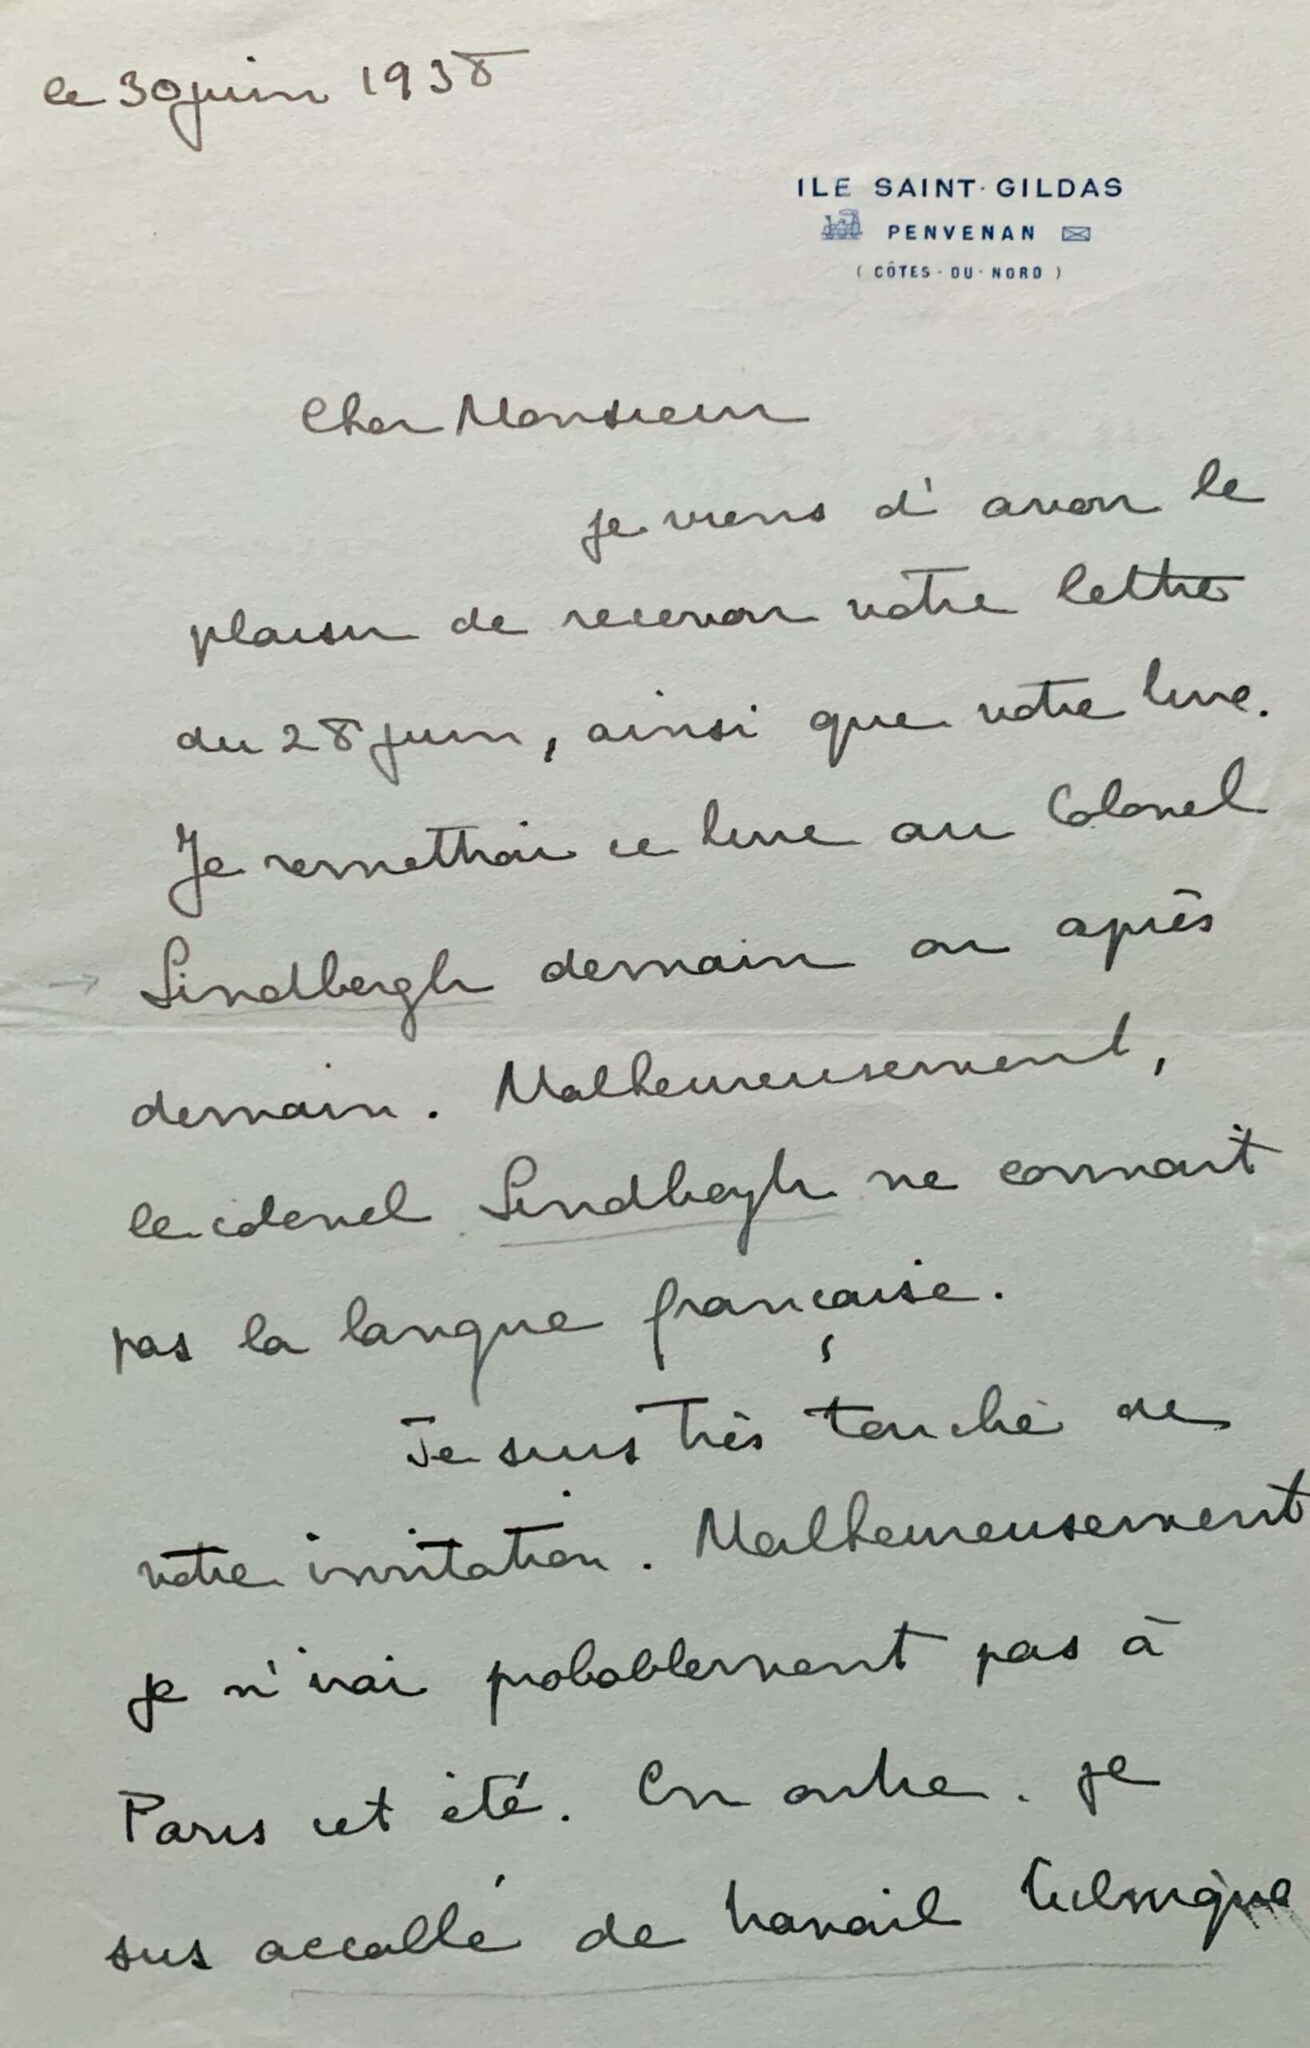 le 30 juin 1938
ILE SAINT·GILDAS
PENVENAN
( CÔTES·DU·NORD )
Cher Monsieur
je viens d'avoir le
plaisir de recevoir votre lettre
du 28 juin, ainsi que votre livre.
Je remettrai ce livre au Colonel
Lindbergh demain ou après
demain. Malheureusement,
le colonel Lindbergh ne connait
pas la langue française.
Je suis très touché de
votre invitation. Malheureusement
je n'irai probablement pas à
Paris cet été. En outre. je
suis accablé de travail technique